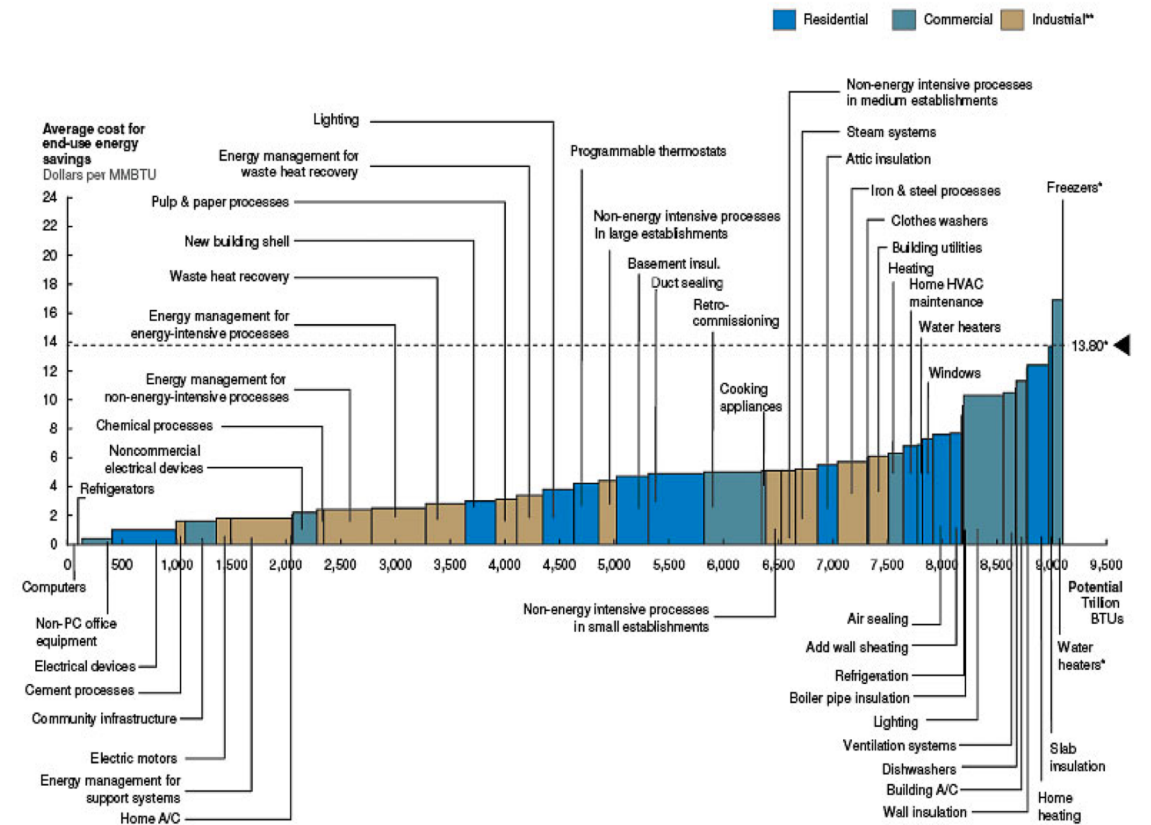 Residential
Commercial
Industrial**
Average cost for
end-use energy
savings
Dollars per MMBTU
24
22
20
18
16
14
12
10
8
6
4
2
0
Lighting
Energy management for
waste heat recovery
Pulp & paper processes
New building shell
Waste heat recovery
Energy management for
energy-intensive processes
Energy management for
non-energy-intensive processes
Chemical processes
Noncommercial
electrical devices
Refrigerators
Programmable thermostats
Non-energy intensive processes
In large establishments
Basement insul.
Duct sealing
Retro-
commissioning
Cooking
appliances
Non-energy intensive processes
in medium establishments
Steam systems
Attic insulation
Iron & steel processes
Clothes washers
Building utilities
Heating
Home HVAC
maintenance
Water heaters
Windows
Freezers*
13.80*
0
500
1,000
1,500
2,000
2,500
3,000
3,500
4,000
4,500
5,000
5,500
6,000
6,500
7,000
7,500
8,000
8,500
9,000
9,500
Potential
Trillion
BTUs
Computers
Non-PC office
equipment
Electrical devices
Cement processes
Community infrastructure
Electric motors
Energy management for
support systems
Home A/C
Non-energy intensive processes
in small establishments
Air sealing
Add wall sheating
Refrigeration
Boiler pipe insulation
Lighting
Ventilation systems
Dishwashers
Building A/C
Wall insulation
Water
heaters*
Slab
insulation
Home
heating